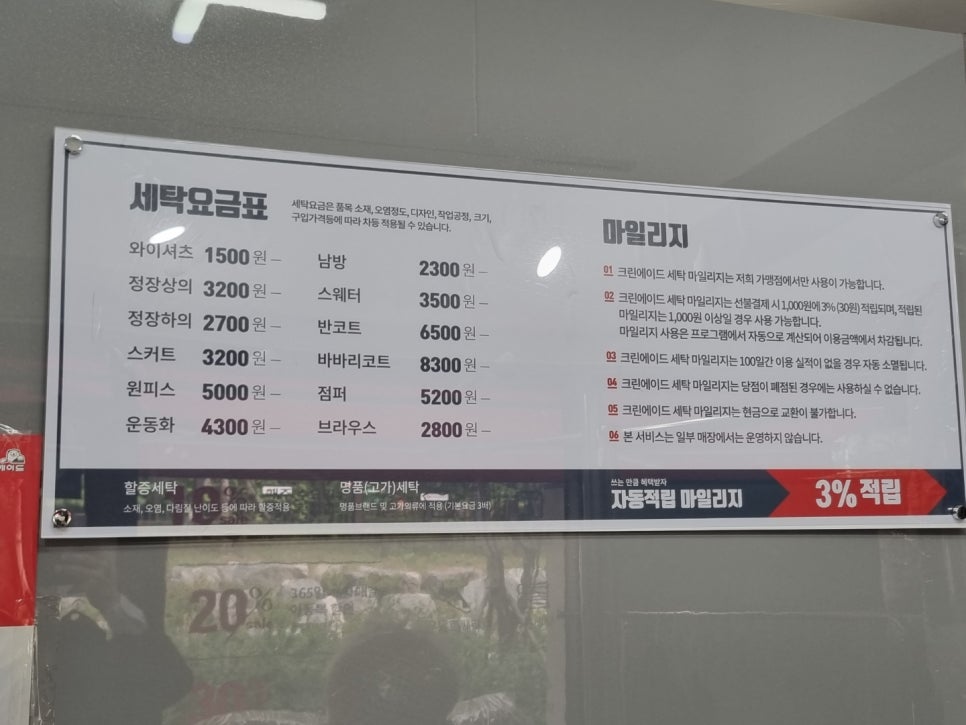 세탁요금표
세탁요금은 품목 소재, 오염정도, 디자인, 작업공정, 크기,
구입가격등에 따라 차등 적용될 수 있습니다.
와이셔츠 1500원 ~
정장상의 3200원 ~
정장하의 2700원 ~
스커트 3200원 ~
원피스 5000원 ~
운동화 4300원 ~
남방 2300원 ~
스웨터 3500원 ~
반코트 6500원 ~
바바리코트 8300원 ~
점퍼 5200원 ~
브라우스 2800원 ~
할증세탁
소재, 오염, 다림질 난이도 등에 따라 할증적용
명품(고가)세탁
명품브랜드 및 고가의류에 적용 (기본요금 3배)
마일리지
01 크린에이드 세탁 마일리지는 저희 가맹점에서만 사용이 가능합니다.
02 크린에이드 세탁 마일리지는 선불결제 시 1,000원에 3% (30원) 적립되며, 적립된
마일리지는 1,000원 이상일 경우 사용 가능합니다.
마일리지 사용은 프로그램에서 자동으로 계산되어 이용금액에서 차감됩니다.
03 크린에이드 세탁 마일리지는 100일간 이용 실적이 없을 경우 자동 소멸됩니다.
04 크린에이드 세탁 마일리지는 당점이 폐점된 경우에는 사용하실 수 없습니다.
05 크린에이드 세탁 마일리지는 현금으로 교환이 불가합니다.
06 본 서비스는 일부 매장에서는 운영하지 않습니다.
쓰는 만큼 혜택받자
자동적립 마일리지
3% 적립
20%